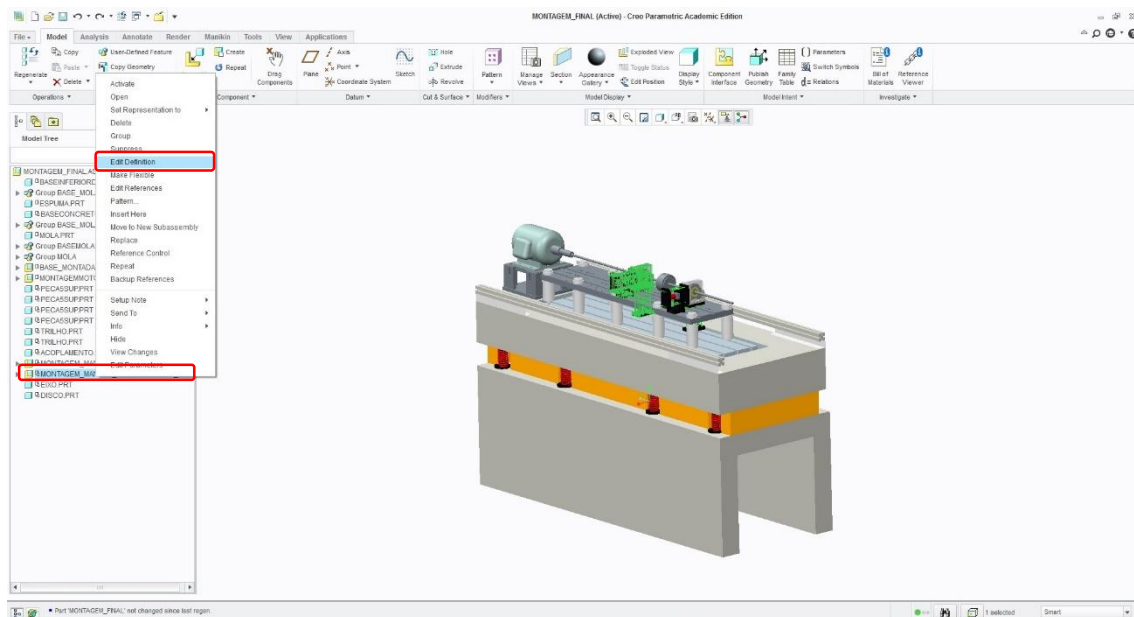 MONTAGEM_FINAL (Active) - Creo Parametric Academic Edition
File Model Analysis Annotate Render Manikin Tools View Applications
Regenerate
Copy
Paste
Delete
User-Defined Feature
Copy Geometry
Create
Repeat
Drag Components
Plane
Axis
Point
Coordinate System
Sketch
Hole
Extrude
Revolve
Pattern
Manage Views
Section
Appearance Gallery
Exploded View
Toggle Status
Edit Position
Display Style
Component Interface
Publish Geometry
Family Table
Parameters
Switch Symbols
d= Relations
Bill of Materials
Reference Viewer
Operations
Component
Datum
Cut & Surface
Modifiers
Model Display
Model Intent
Investigate
Model Tree
MONTAGEM_FINAL.AS
BASEINFERIORD
Group BASE_MOL
ESPUMA.PRT
BASECONCRET
Group BASE_MOL
MOLA.PRT
Group BASEMOLA
Group MOLA
BASE_MONTADA
MONTAGEMMOTO
PECA5SUP.PRT
PECA5SUP.PRT
PECA5SUP.PRT
PECA5SUP.PRT
TRILHO.PRT
TRILHO.PRT
ACOPLAMENTO.
MONTAGEM_MAN
MONTAGEM_MAN
EIXO.PRT
DISCO.PRT
Activate
Open
Set Representation to
Delete
Group
Suppress
Edit Definition
Make Flexible
Edit References
Pattern...
Insert Here
Move to New Subassembly
Replace
Reference Control
Repeat
Backup References
Setup Note
Send To
Info
Hide
View Changes
Edit Parameters
Part 'MONTAGEM_FINAL' not changed since last regen.
1 selected
Smart